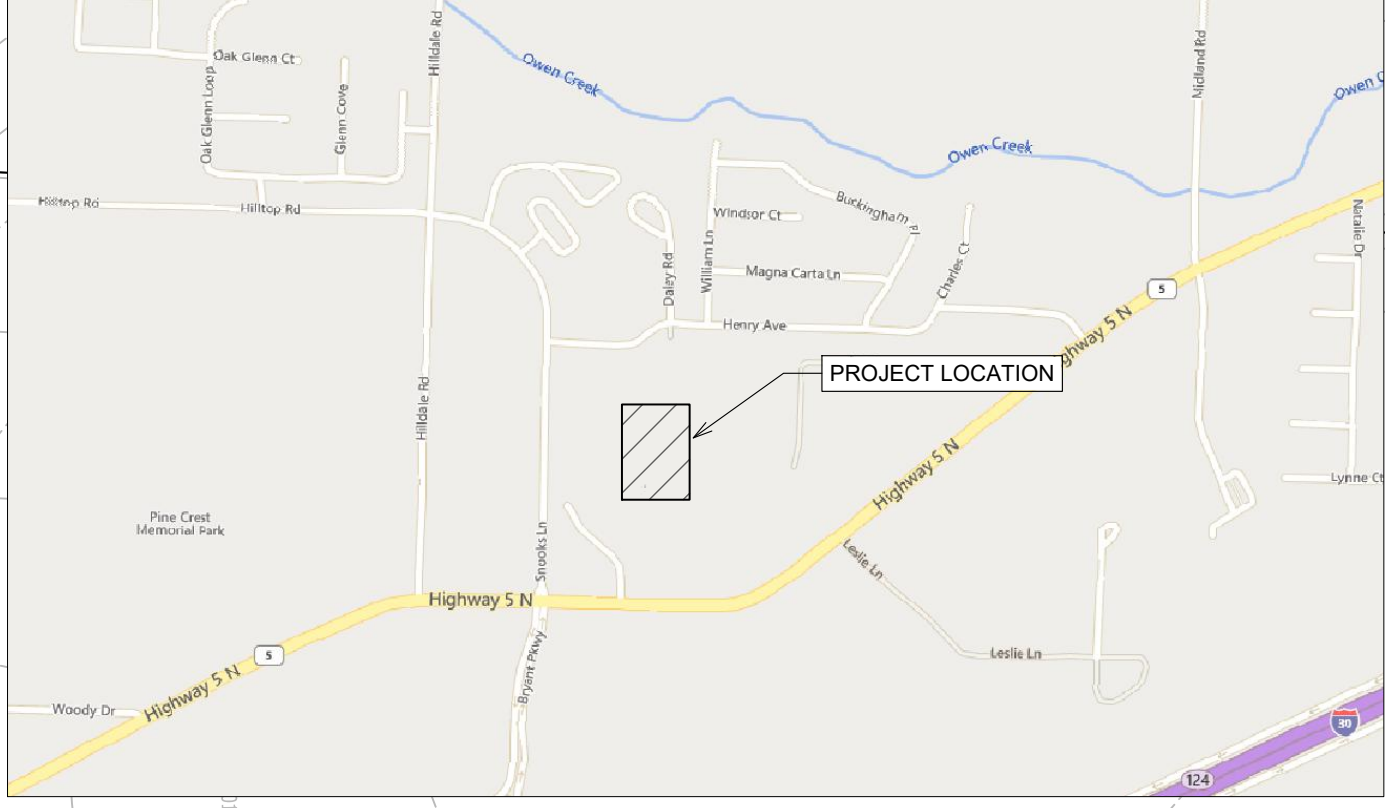 Hilldale Rd
Oak Glenn Ct
Owen Creek
Midland Rd
Owen C
Oak Glenn Loop
Glenn Cove
Owen Creek
Hilltop Rd
Hilltop Rd
Windsor Ct
Buckingham Pl
Natalie Dr
William Ln
Daley Rd
Magna Carta Ln
Charles Ct
5
Henry Ave
Highway 5 N
PROJECT LOCATION
Hilldale Rd
Highway 5 N
Lynne Ct
Pine Crest
Memorial Park
Snooks Ln
Leslie Ln
Highway 5 N
5
Leslie Ln
Bryant Pkwy
Highway 5 N
Woody Dr
30
124